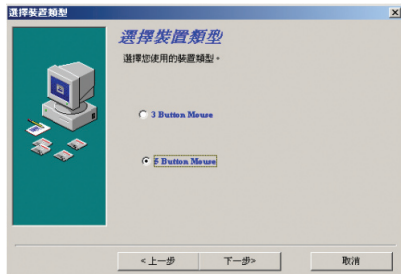 選擇裝置類型
選擇裝置類型
選擇您使用的裝置類型。
3 Button Mouse
5 Button Mouse
<上一步 下一步> 取消